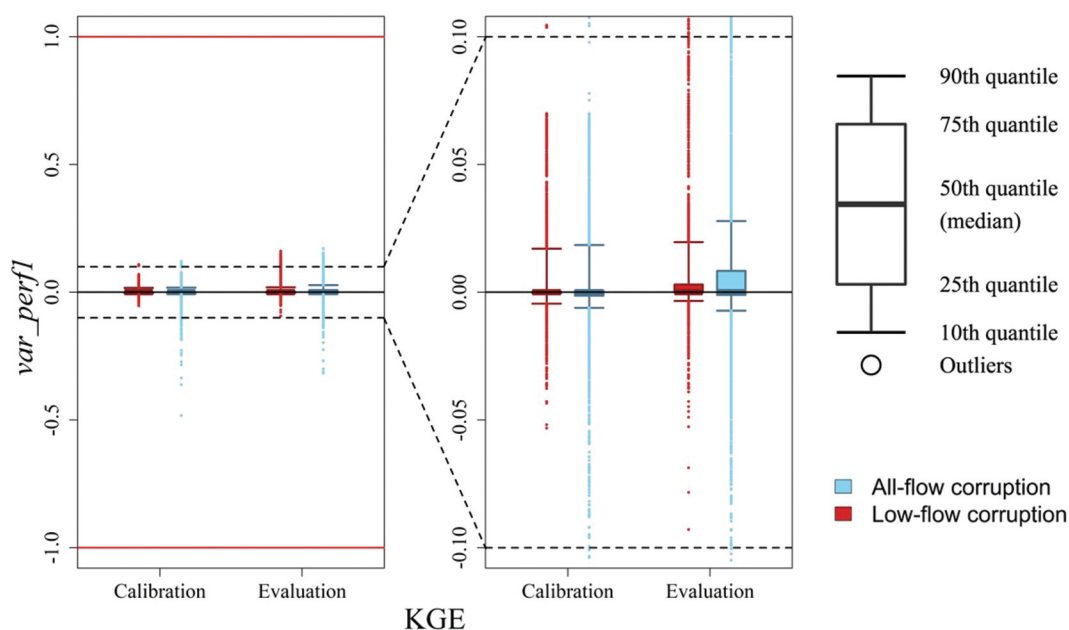 var_perf1
1.0
0.5
0.0
-0.5
-1.0
Calibration
Evaluation
0.10
0.05
0.00
-0.05
-0.10
Calibration
Evaluation
KGE
90th quantile
75th quantile
50th quantile
(median)
25th quantile
10th quantile
Outliers
All-flow corruption
Low-flow corruption